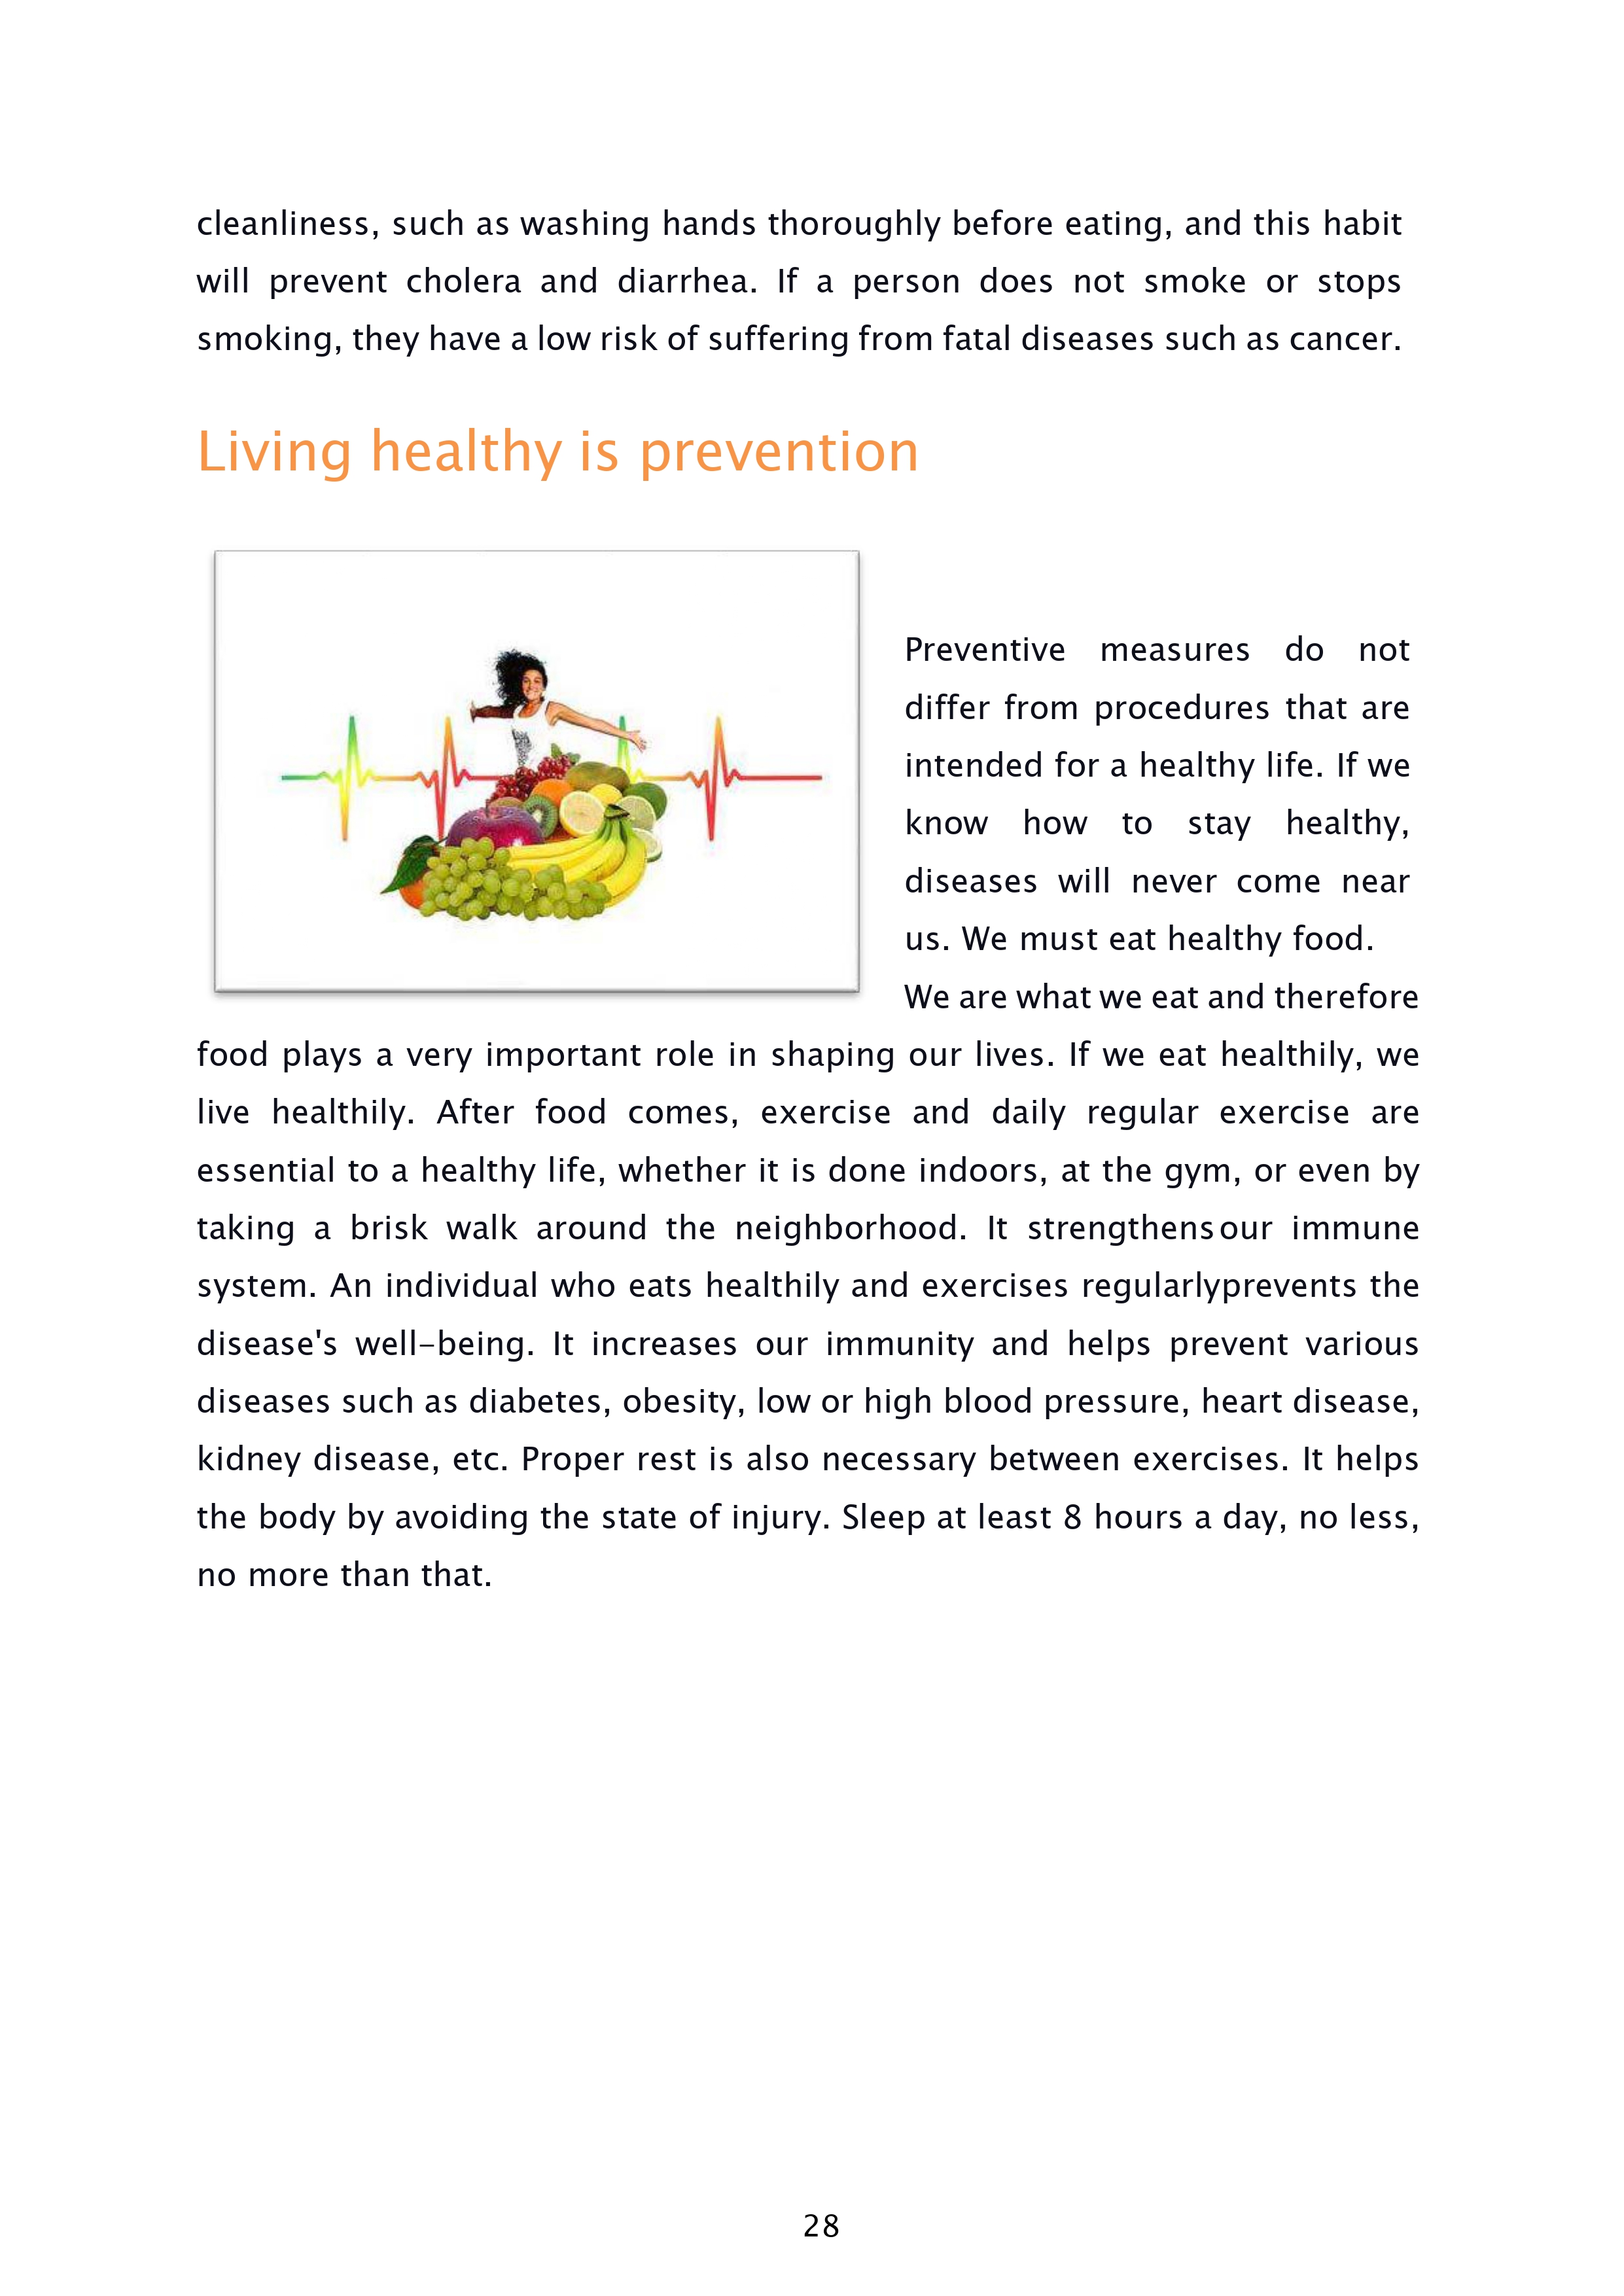 cleanliness, such as washing hands thoroughly before eating, and this habit
will prevent cholera and diarrhea. If a person does not smoke or stops
smoking, they have a low risk of suffering from fatal diseases such as cancer.
Living healthy is prevention
Preventive measures do not
differ from procedures that are
intended for a healthy life. If we
know how to stay healthy,
diseases will never come near
us. We must eat healthy food.
We are what we eat and therefore
food plays a very important role in shaping our lives. If we eat healthily, we
live healthily. After food comes, exercise and daily regular exercise are
essential to a healthy life, whether it is done indoors, at the gym, or even by
taking a brisk walk around the neighborhood. It strengthens our immune
system. An individual who eats healthily and exercises regularlyprevents the
disease's well-being. It increases our immunity and helps prevent various
diseases such as diabetes, obesity, low or high blood pressure, heart disease,
kidney disease, etc. Proper rest is also necessary between exercises. It helps
the body by avoiding the state of injury. Sleep at least 8 hours a day, no less,
no more than that.
28